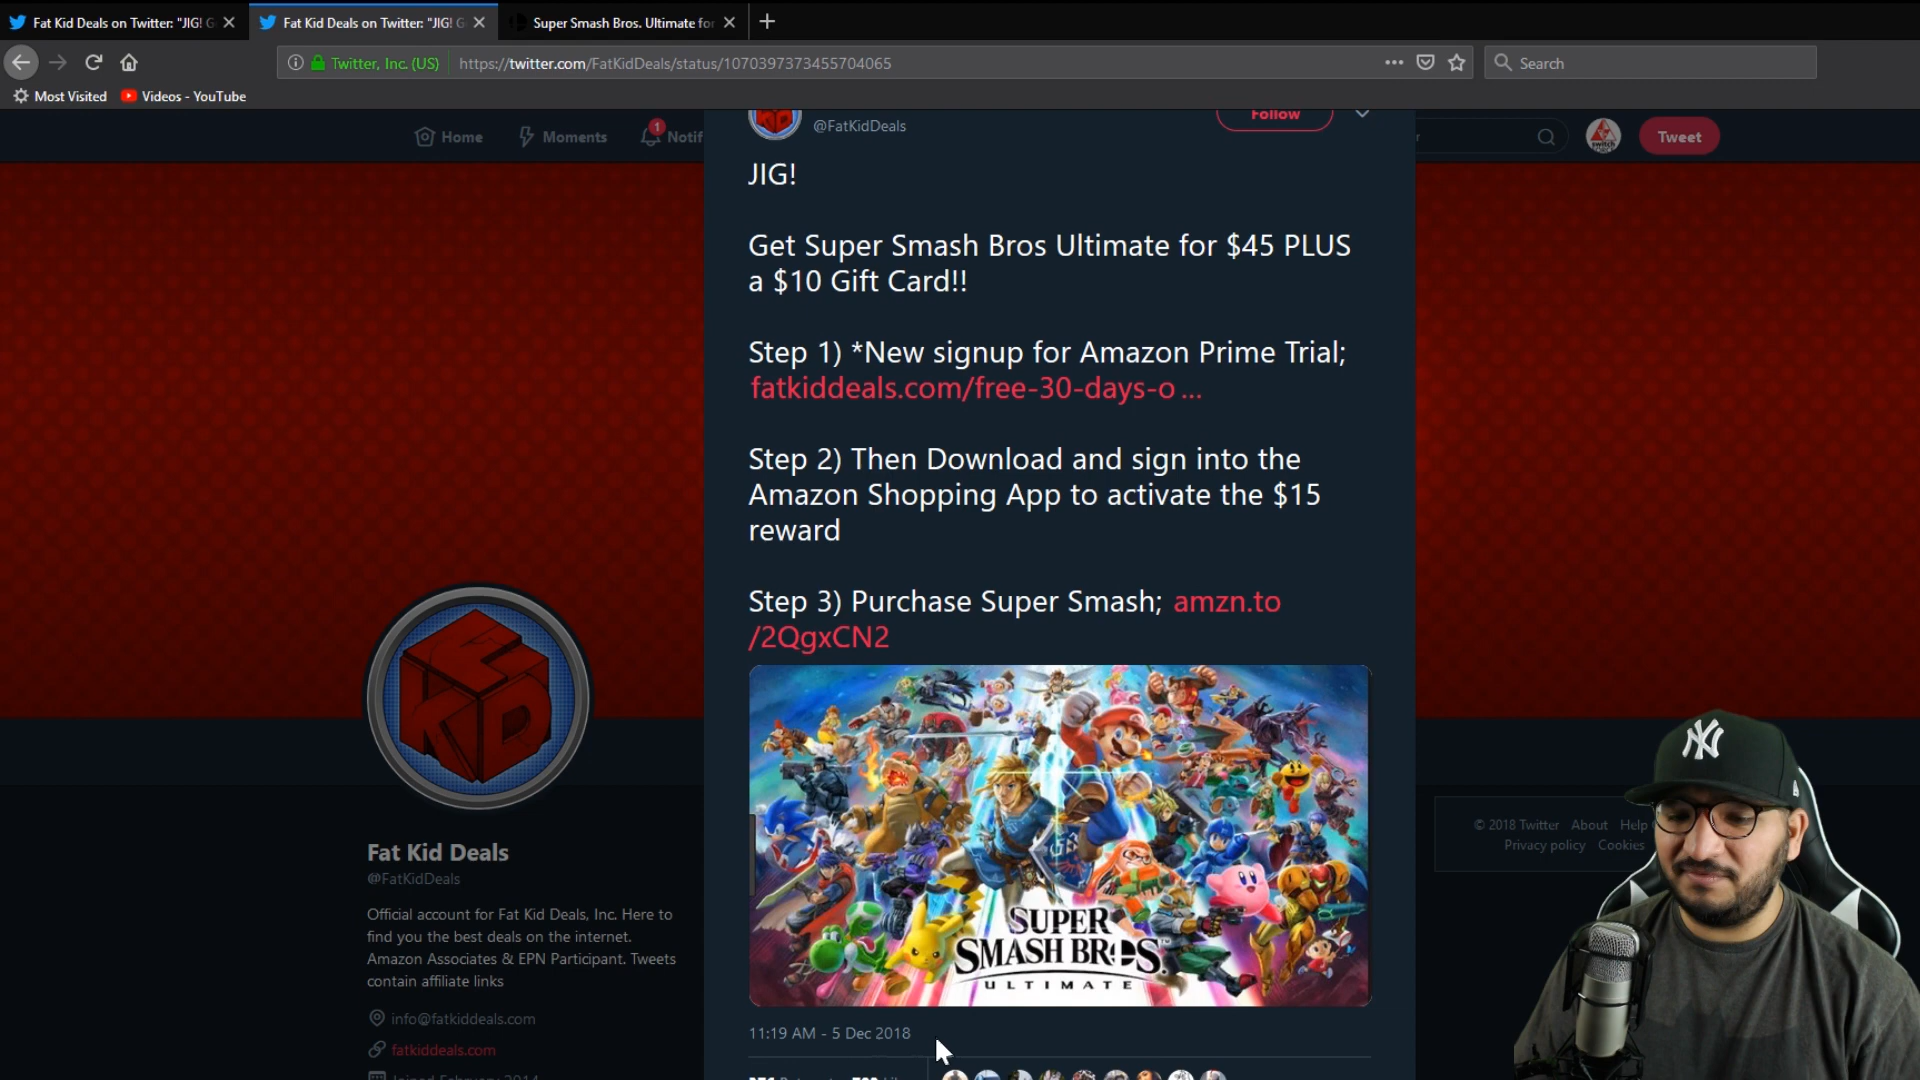 Fat Kid Deals on Twitter: "JIG! G
Fat Kid Deals on Twitter: "JIG! G
Super Smash Bros. Ultimate for
Twitter, Inc. (US)
https://twitter.com/FatKidDeals/status/1070397373455704065
Search
Most Visited
Videos - YouTube
Home
Moments
1
Notif
@FatKidDeals
Follow
Tweet
JIG!
Get Super Smash Bros Ultimate for $45 PLUS
a $10 Gift Card!!
Step 1) *New signup for Amazon Prime Trial;
fatkiddeals.com/free-30-days-o ...
Step 2) Then Download and sign into the
Amazon Shopping App to activate the $15
reward
Step 3) Purchase Super Smash; amzn.to
/2QgxCN2
SUPER
SMASH BROS.
ULTIMATE
11:19 AM - 5 Dec 2018
FKD
Fat Kid Deals
@FatKidDeals
Official account for Fat Kid Deals, Inc. Here to
find you the best deals on the internet.
Amazon Associates & EPN Participant. Tweets
contain affiliate links
info@fatkiddeals.com
fatkiddeals.com
Joined February 2014
© 2018 Twitter About Help
Privacy policy Cookies
NY